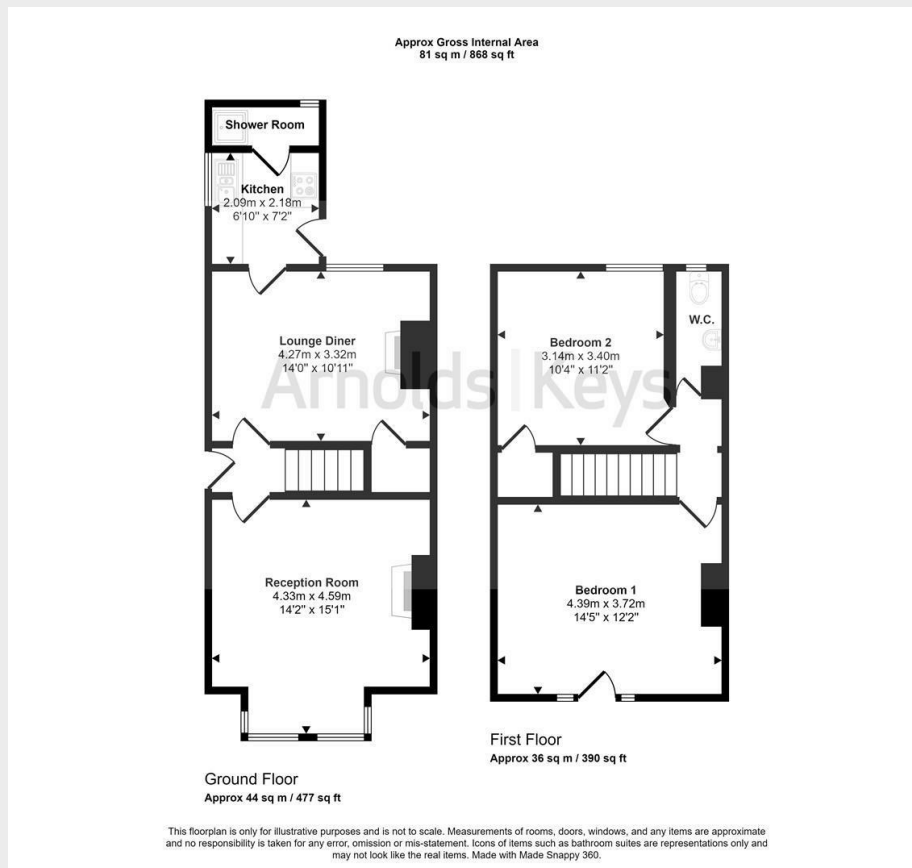 Approx Gross Internal Area
81 sq m / 868 sq ft
Shower Room
Kitchen
2.09m x 2.18m
6'10" x 7'2"
Lounge Diner
4.27m x 3.32m
14'0" x 10'11"
Bedroom 2
3.14m x 3.40m
10'4" x 11'2"
W.C.
Arnolds | Keys
Reception Room
4.33m x 4.59m
14'2" x 15'1"
Bedroom 1
4.39m x 3.72m
14'5" x 12'2"
Ground Floor
Approx 44 sq m / 477 sq ft
First Floor
Approx 36 sq m / 390 sq ft
This floorplan is only for illustrative purposes and is not to scale. Measurements of rooms, doors, windows, and any items are approximate
and no responsibility is taken for any error, omission or mis-statement. Icons of items such as bathroom suites are representations only and
may not look like the real items. Made with Made Snappy 360.